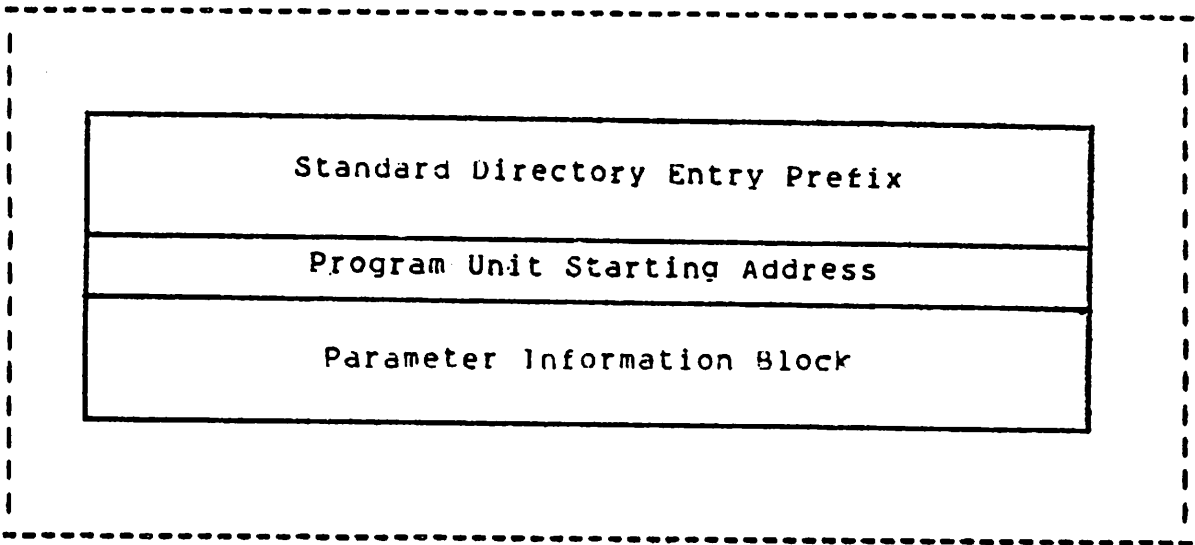 Standard Directory Entry Prefix
Program Unit Starting Address
Parameter Information Block